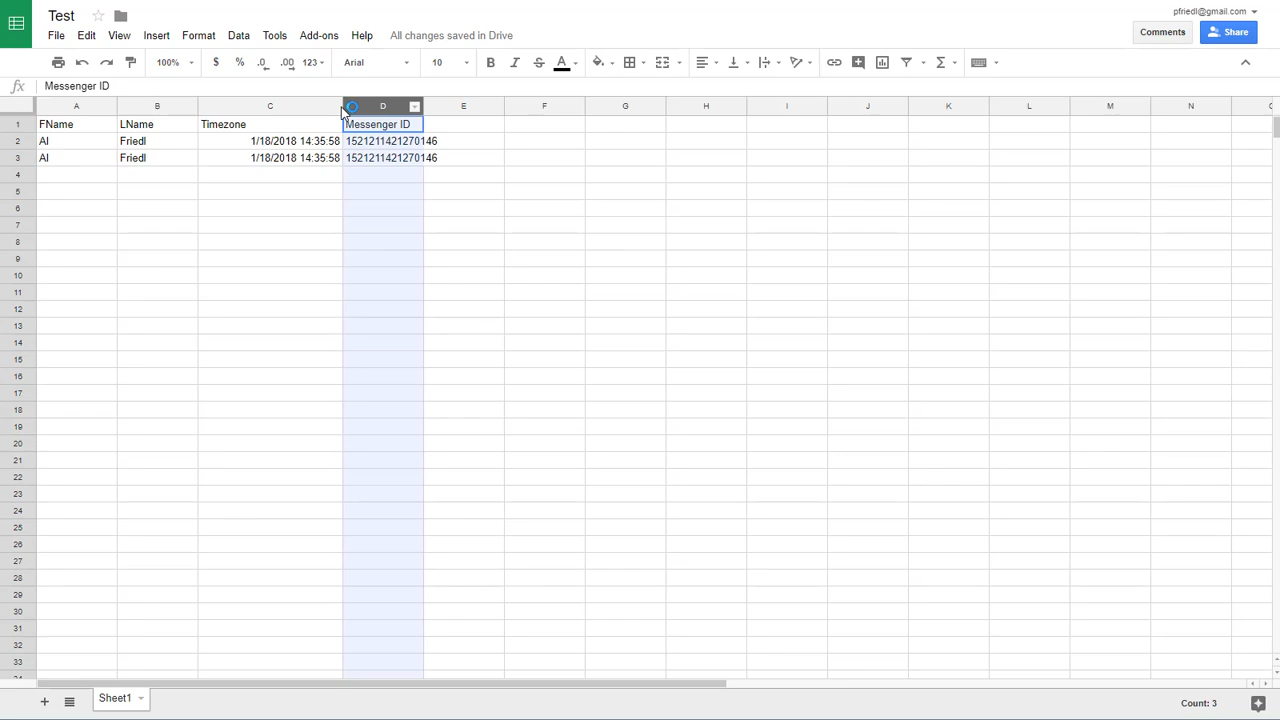 Test
pfriedl@gmail.com
File Edit View Insert Format Data Tools Add-ons Help All changes saved in Drive
Comments Share
100% $ % .0 .00 123 Arial 10 B I S A Σ
fx Messenger ID
A B C D E F G H I J K L M N
1 FName LName Timezone Messenger ID
2 Al Friedl 1/18/2018 14:35:58 1521211421270146
3 Al Friedl 1/18/2018 14:35:58 1521211421270146
4
5
6
7
8
9
10
11
12
13
14
15
16
17
18
19
20
21
22
23
24
25
26
27
28
29
30
31
32
33
Sheet1 Count: 3